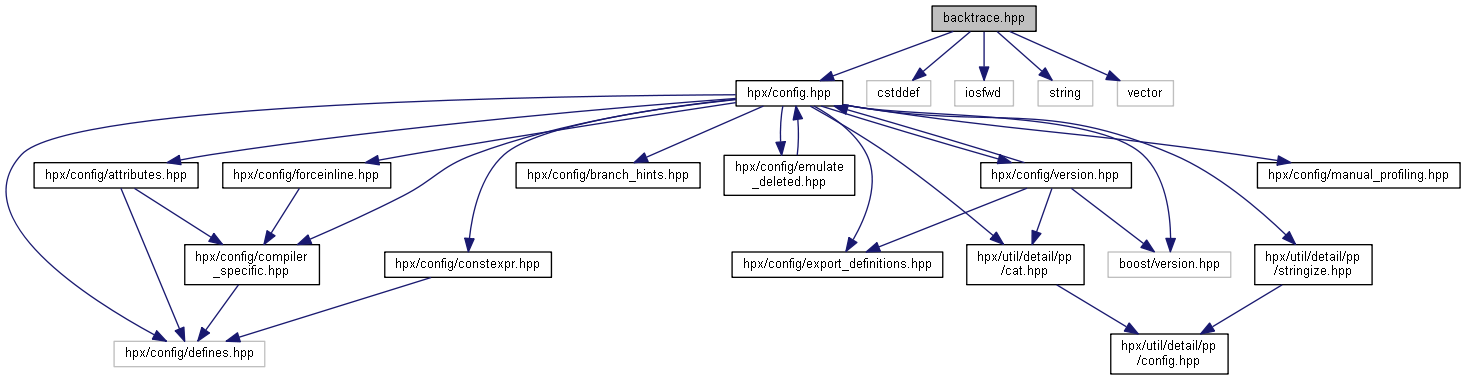 backtrace.hpp
hpx/config.hpp
cstddef
iosfwd
string
vector
hpx/config/attributes.hpp
hpx/config/forceinline.hpp
hpx/config/branch_hints.hpp
hpx/config/emulate
_deleted.hpp
hpx/config/version.hpp
hpx/config/manual_profiling.hpp
hpx/config/compiler
_specific.hpp
hpx/config/constexpr.hpp
hpx/config/export_definitions.hpp
hpx/util/detail/pp
/cat.hpp
boost/version.hpp
hpx/util/detail/pp
/stringize.hpp
hpx/config/defines.hpp
hpx/util/detail/pp
/config.hpp